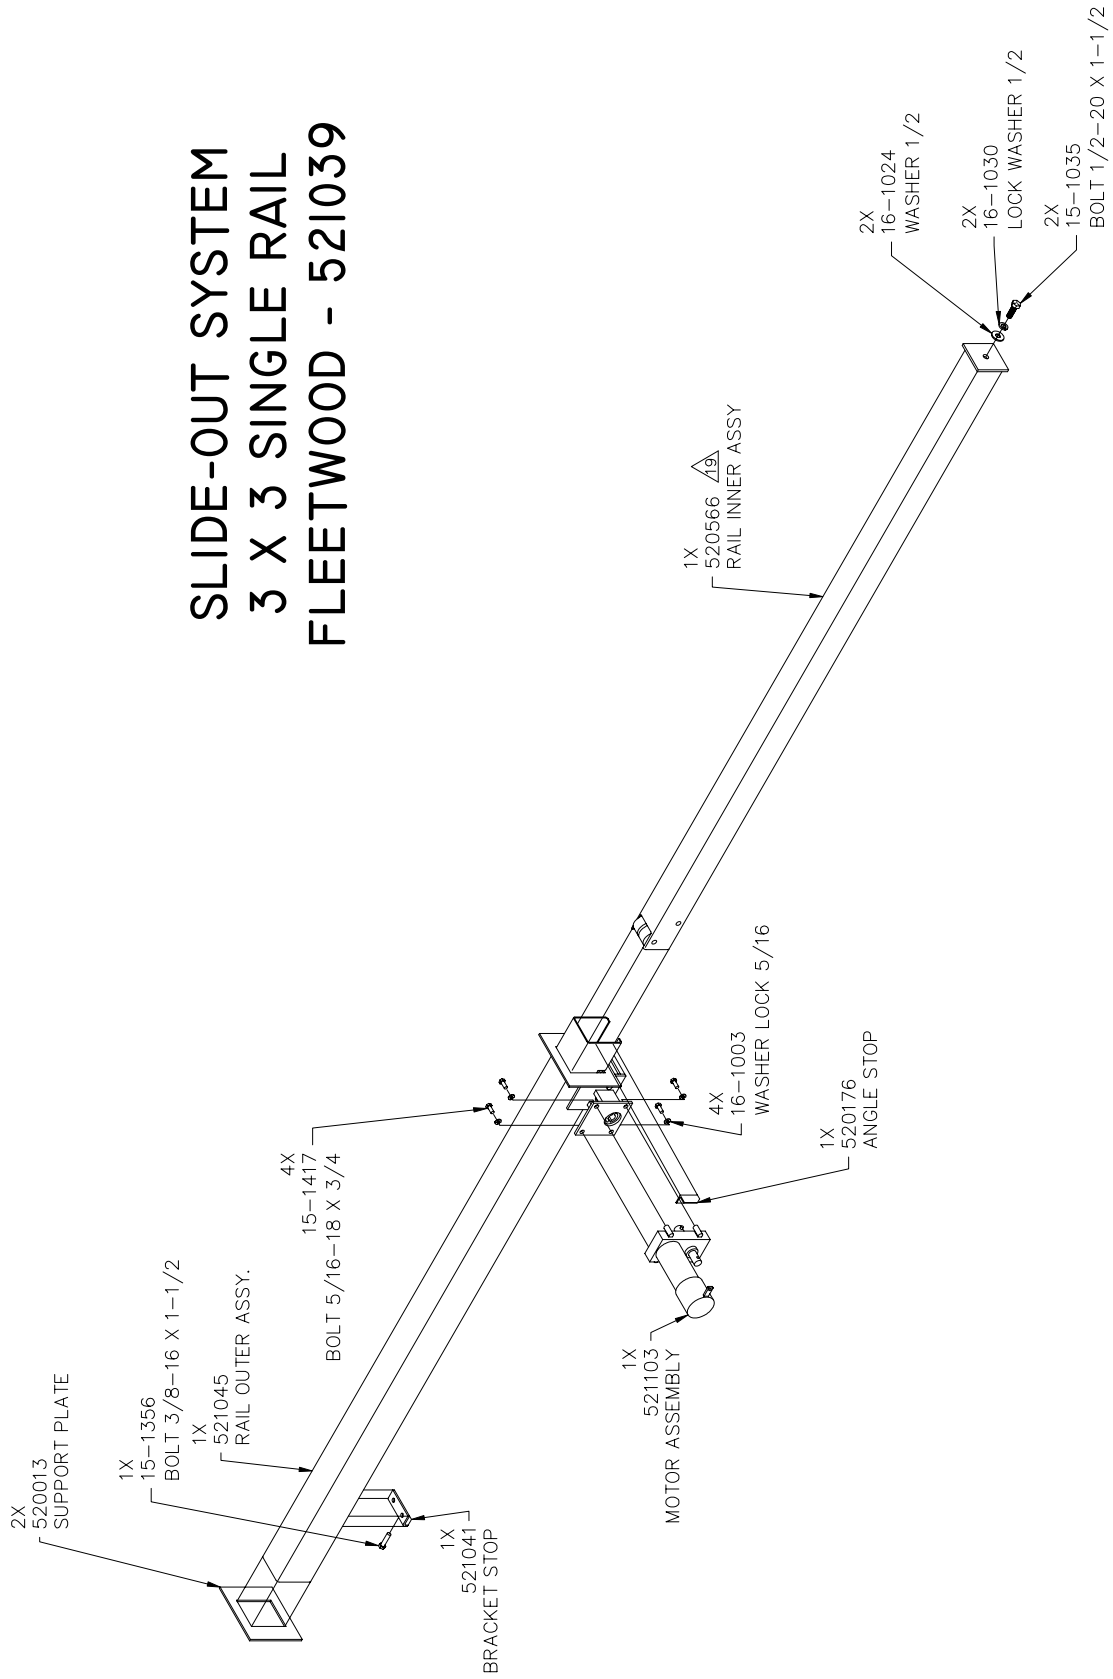 SLIDE-OUT SYSTEM
3 X 3 SINGLE RAIL
FLEETWOOD - 521039
2X
520013
SUPPORT PLATE
1X
15-1356
BOLT 3/8-16 X 1-1/2
1X
521045
RAIL OUTER ASSY.
4X
15-1417
BOLT 5/16-18 X 3/4
1X
521041
BRACKET STOP
1X
521103
MOTOR ASSEMBLY
1X
520176
ANGLE STOP
4X
16-1003
WASHER LOCK 5/16
1X
520566 19
RAIL INNER ASSY
2X
16-1024
WASHER 1/2
2X
16-1030
LOCK WASHER 1/2
2X
15-1035
BOLT 1/2-20 X 1-1/2